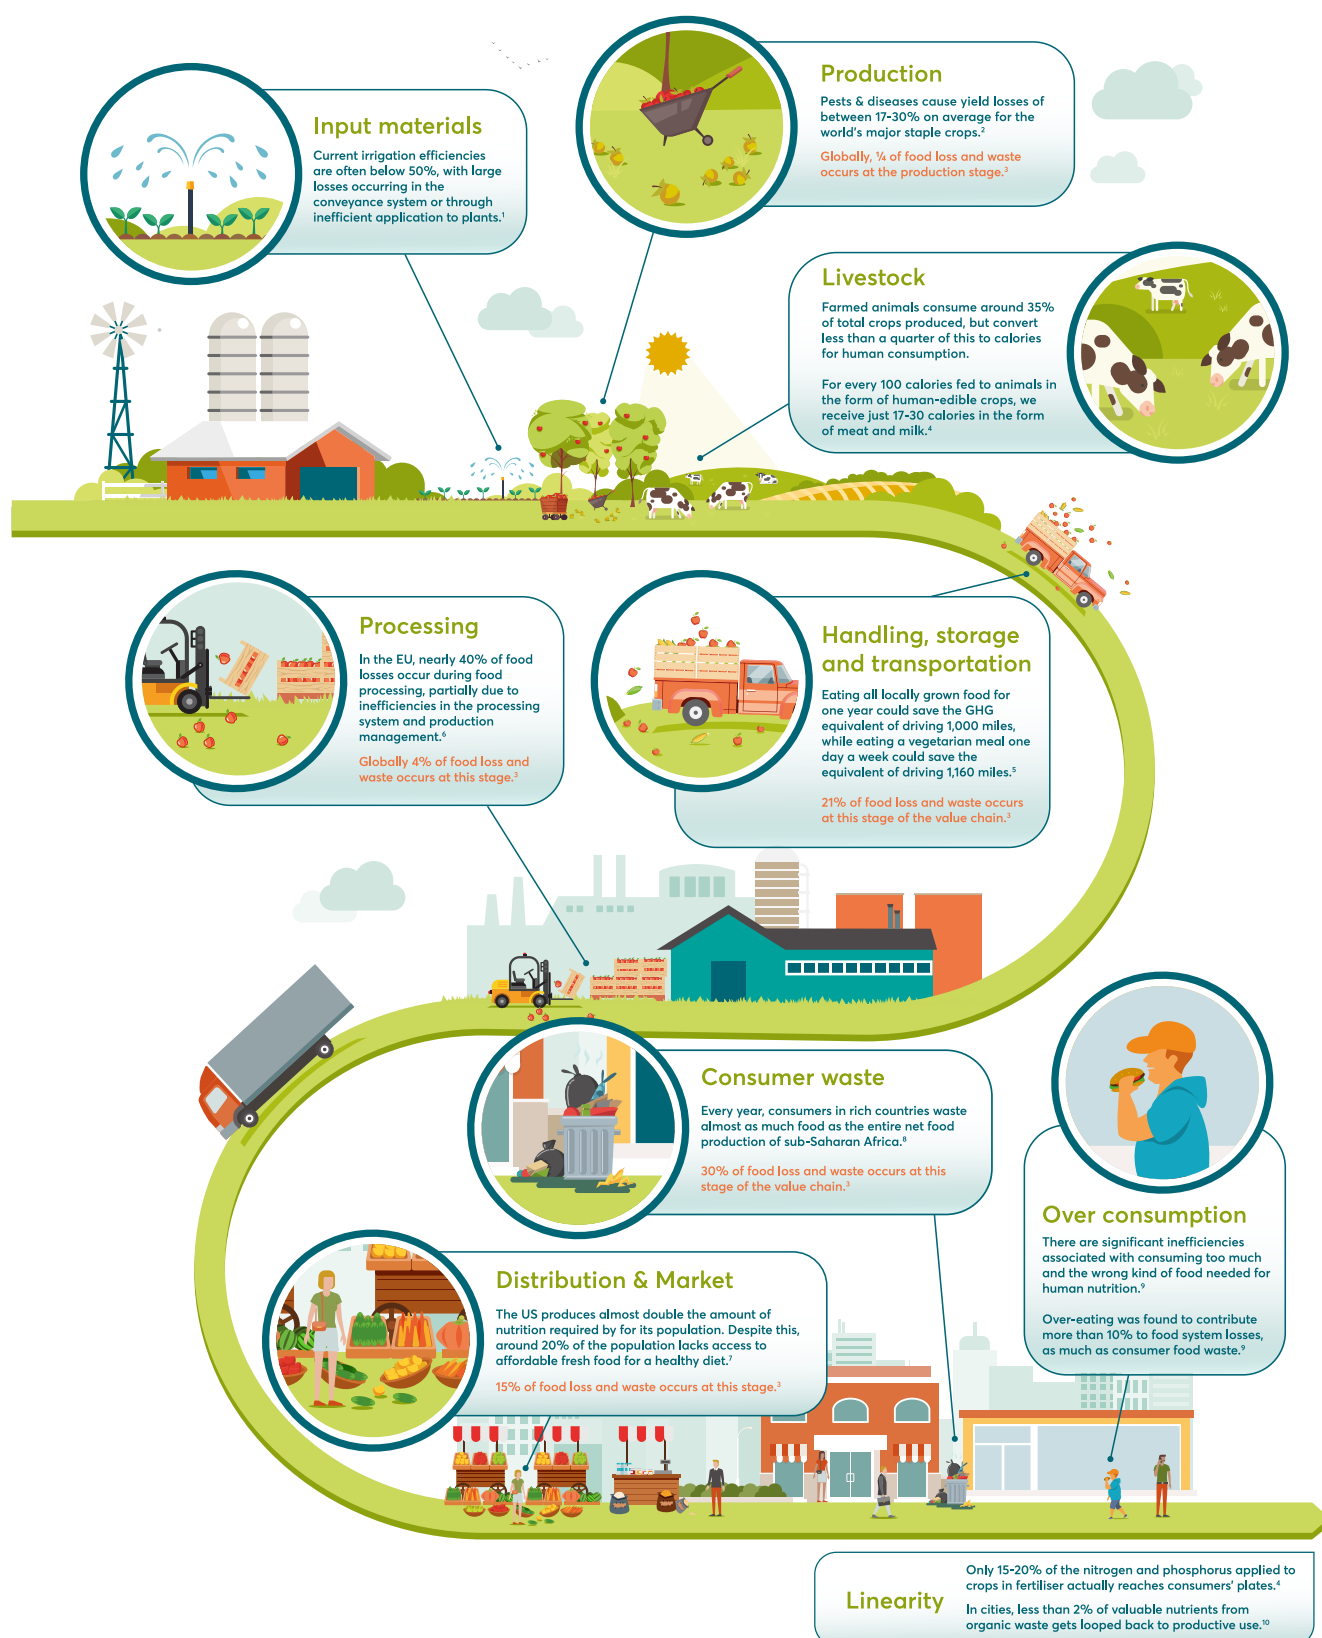 Input materials
Current irrigation efficiencies
are often below 50%, with large
losses occurring in the
conveyance system or through
inefficient application to plants.¹
Production
Pests & diseases cause yield losses of
between 17-30% on average for the
world's major staple crops.²
Globally, ¼ of food loss and waste
occurs at the production stage.³
Livestock
Farmed animals consume around 35%
of total crops produced, but convert
less than a quarter of this to calories
for human consumption.
For every 100 calories fed to animals in
the form of human-edible crops, we
receive just 17-30 calories in the form
of meat and milk.⁴
Processing
In the EU, nearly 40% of food
losses occur during food
processing, partially due to
inefficiencies in the processing
system and production
management.⁶
Globally 4% of food loss and
waste occurs at this stage.³
Handling, storage
and transportation
Eating all locally grown food for
one year could save the GHG
equivalent of driving 1,000 miles,
while eating a vegetarian meal one
day a week could save the
equivalent of driving 1,160 miles.⁵
21% of food loss and waste occurs
at this stage of the value chain.³
Consumer waste
Every year, consumers in rich countries waste
almost as much food as the entire net food
production of sub-Saharan Africa.⁸
30% of food loss and waste occurs at this
stage of the value chain.³
Over consumption
There are significant inefficiencies
associated with consuming too much
and the wrong kind of food needed for
human nutrition.⁹
Over-eating was found to contribute
more than 10% to food system losses,
as much as consumer food waste.⁹
Distribution & Market
The US produces almost double the amount of
nutrition required by for its population. Despite this,
around 20% of the population lacks access to
affordable fresh food for a healthy diet.⁷
15% of food loss and waste occurs at this stage.³
Linearity
Only 15-20% of the nitrogen and phosphorus applied to
crops in fertiliser actually reaches consumers' plates.⁴
In cities, less than 2% of valuable nutrients from
organic waste gets looped back to productive use.¹⁰